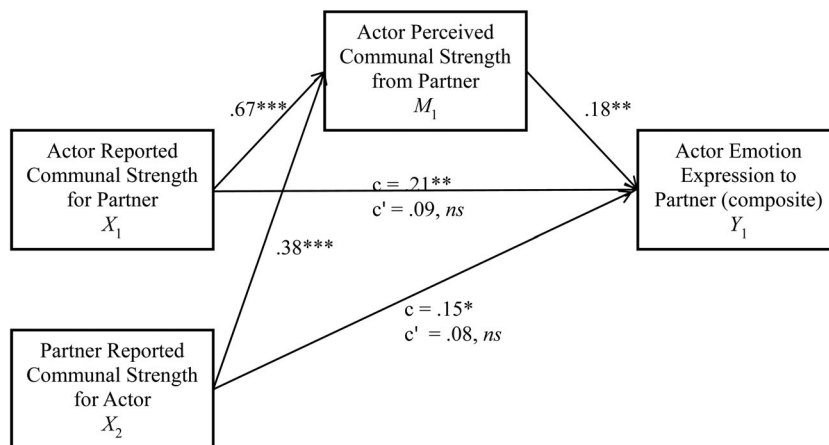 Actor Perceived
Communal Strength
from Partner
M₁
.67***
.18**
Actor Reported
Communal Strength
for Partner
X₁
c = .21**
c' = .09, ns
Actor Emotion
Expression to
Partner (composite)
Y₁
.38***
c = .15*
c' = .08, ns
Partner Reported
Communal Strength
for Actor
X₂